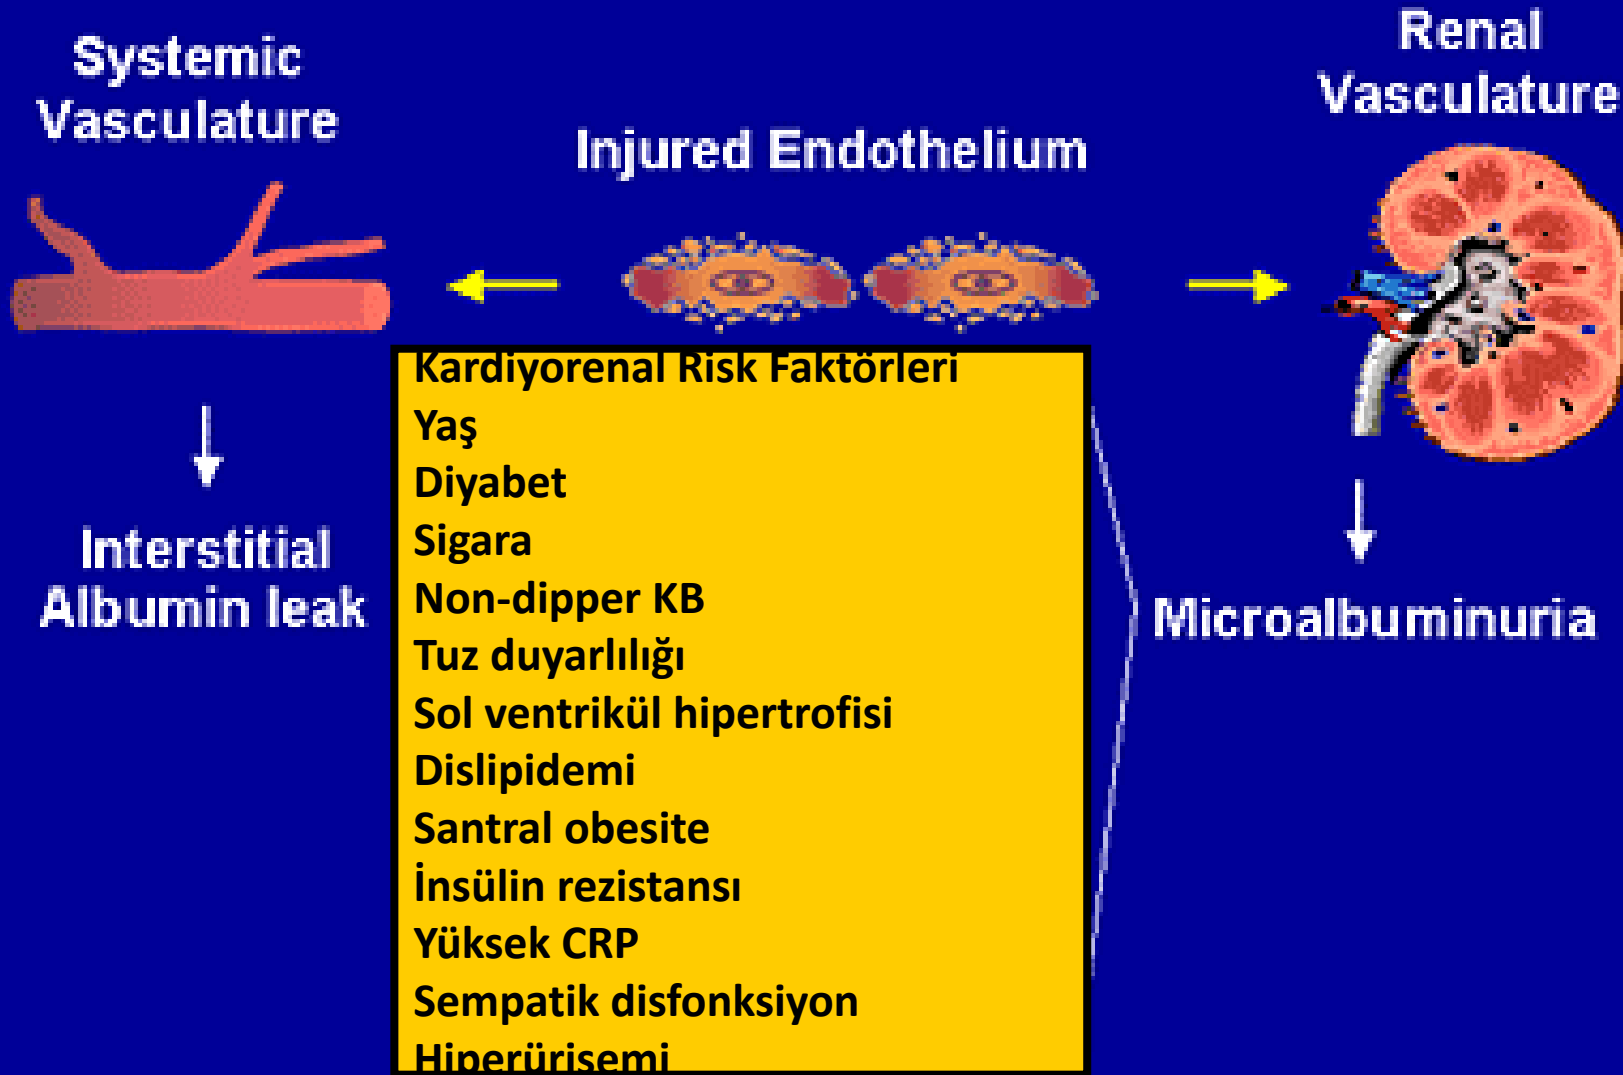 Systemic
Vasculature
Injured Endothelium
Renal
Vasculature
Interstitial
Albumin leak
Kardiyorenal Risk Faktörleri
Yaş
Diyabet
Sigara
Non-dipper KB
Tuz duyarlılığı
Sol ventrikül hipertrofisi
Dislipidemi
Santral obesite
İnsülin rezistansı
Yüksek CRP
Sempatik disfonksiyon
Hiperürisemi
Microalbuminuria